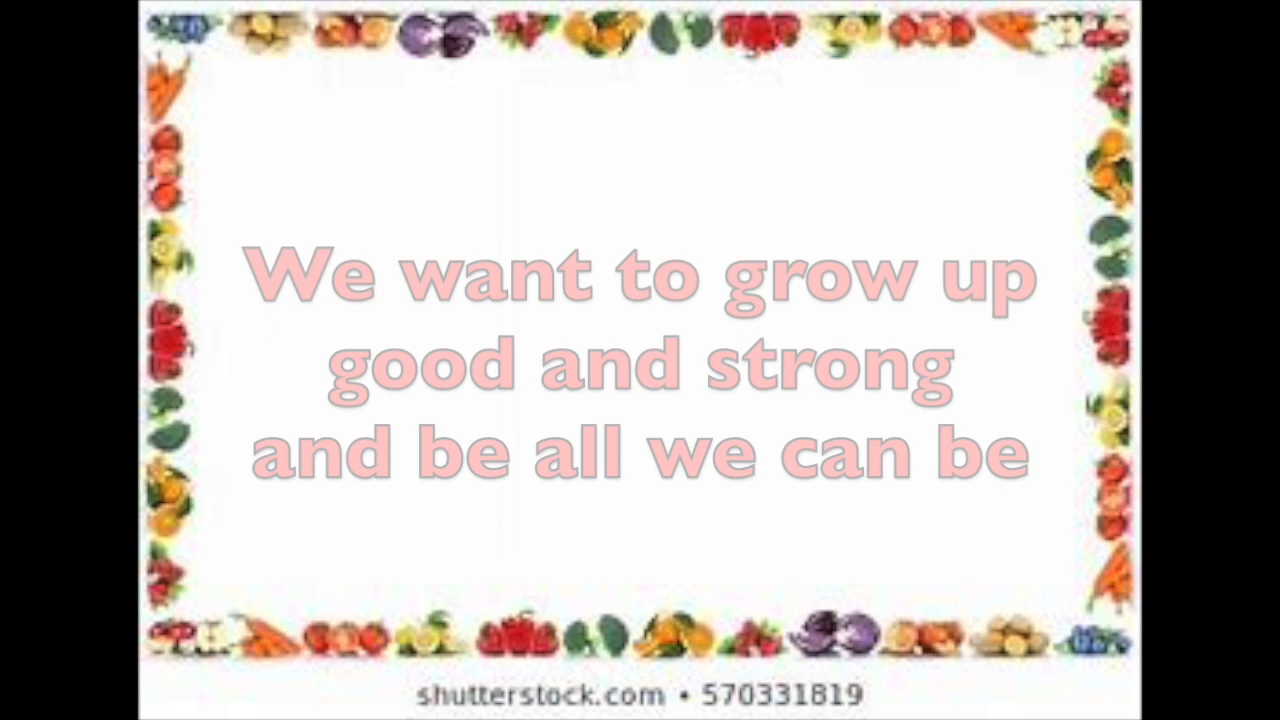 We want to grow up
good and strong
and be all we can be
shutterstock.com • 570331819